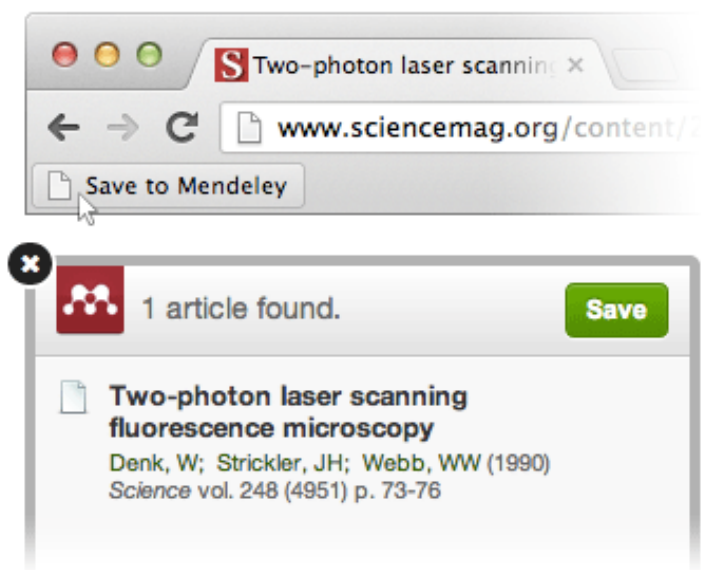 S Two-photon laser scanning
www.sciencemag.org/content/2
Save to Mendeley
1 article found.
Save
Two-photon laser scanning
fluorescence microscopy
Denk, W; Strickler, JH; Webb, WW (1990)
Science vol. 248 (4951) p. 73-76